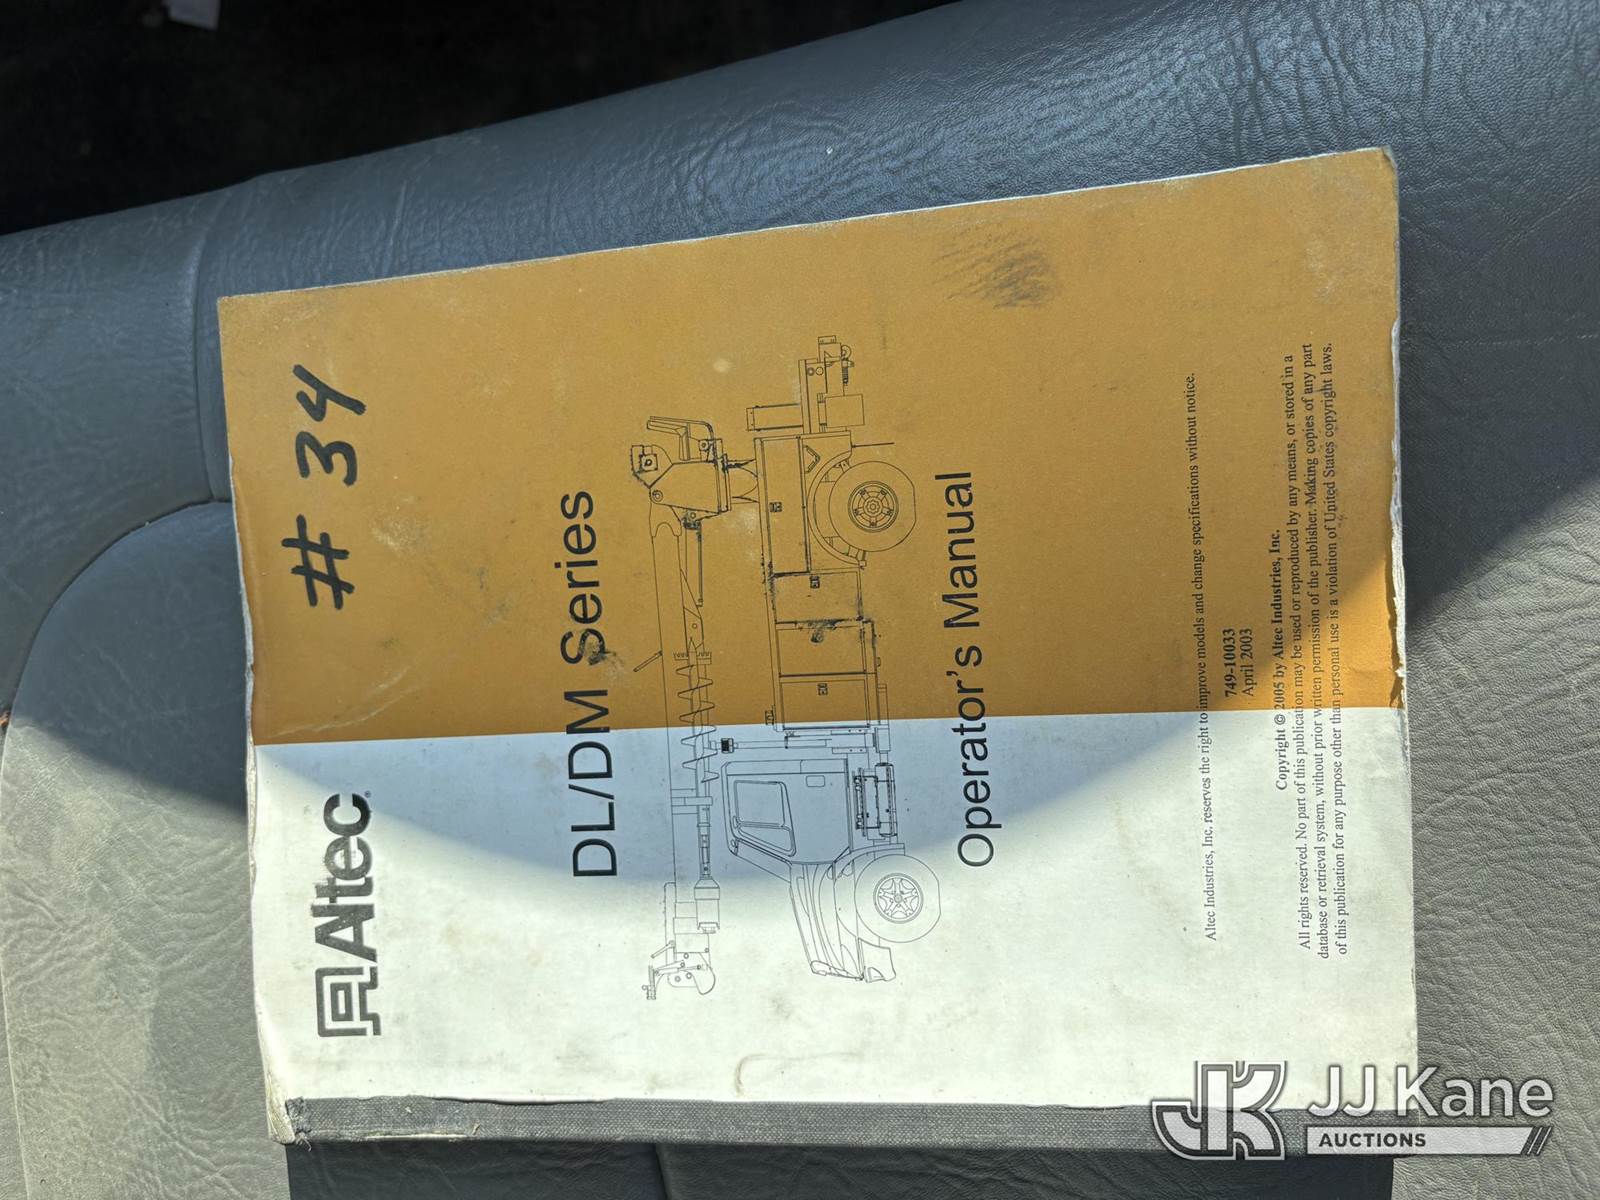 Altec®
# 34
DL/DM Series
Operator's Manual
Altec Industries, Inc. reserves the right to improve models and change specifications without notice.
749-10033
April 2003
Copyright © 2005 by Altec Industries, Inc.
All rights reserved. No part of this publication may be used or reproduced by any means, or stored in a
database or retrieval system, without prior written permission of the publisher. Making copies of any part
of this publication for any purpose other than personal use is a violation of United States copyright laws.
JJ Kane
AUCTIONS